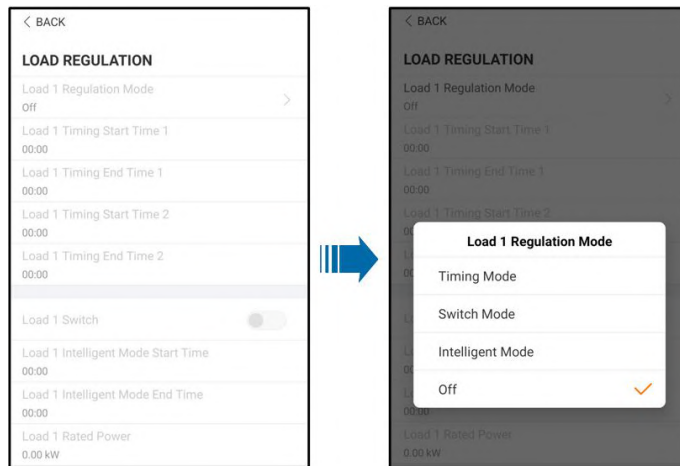 BACK
LOAD REGULATION
Load 1 Regulation Mode
Off
Load 1 Timing Start Time 1
00:00
Load 1 Timing End Time 1
00:00
Load 1 Timing Start Time 2
00:00
Load 1 Timing End Time 2
00:00
Load 1 Switch
Load 1 Intelligent Mode Start Time
00:00
Load 1 Intelligent Mode End Time
00:00
Load 1 Rated Power
0.00 kW
BACK
LOAD REGULATION
Load 1 Regulation Mode
Off
Load 1 Timing Start Time 1
00:00
Load 1 Timing End Time 1
00:00
Load 1 Timing Start Time 2
Load 1 Regulation Mode
Timing Mode
Switch Mode
Intelligent Mode
Off
00:00
Load 1 Rated Power
0.00 kW